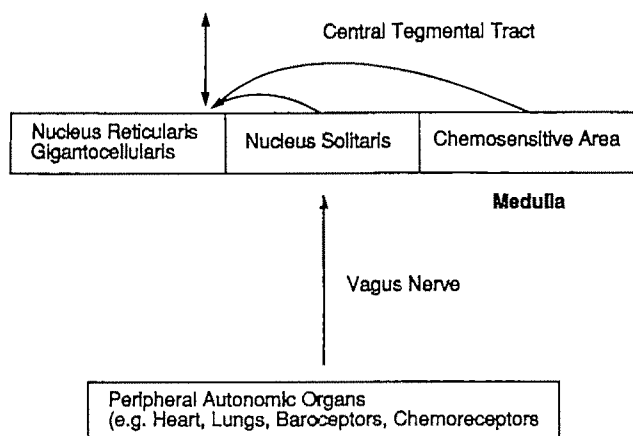 Central Tegmental Tract
Nucleus Reticularis
Gigantocellularis
Nucleus Solitaris
Chemosensitive Area
Medulla
Vagus Nerve
Peripheral Autonomic Organs
(e.g. Heart, Lungs, Baroceptors, Chemoreceptors